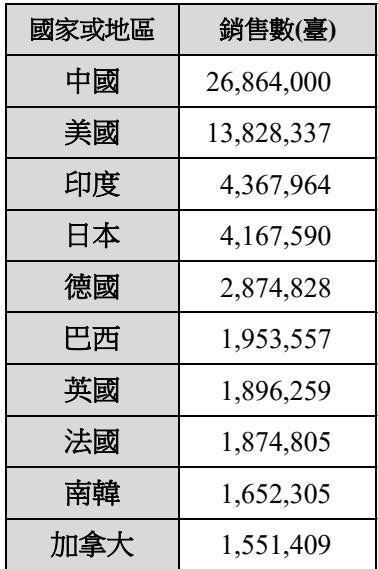 國家或地區 銷售數(臺)
中國 26,864,000
美國 13,828,337
印度 4,367,964
日本 4,167,590
德國 2,874,828
巴西 1,953,557
英國 1,896,259
法國 1,874,805
南韓 1,652,305
加拿大 1,551,409